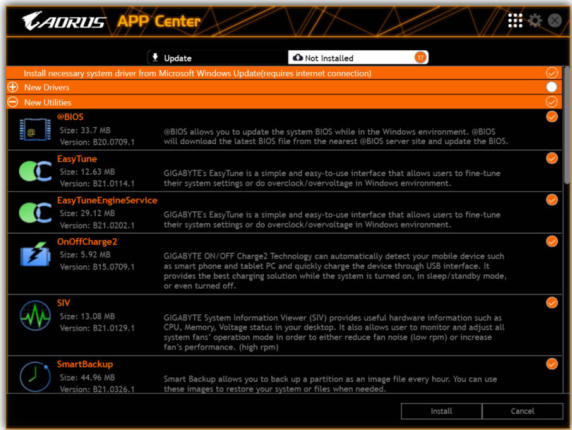 AORUS APP Center
Update
Not Installed
Install necessary system driver from Microsoft Windows Update(requires internet connection)
New Drivers
New Utilities
@BIOS
Size: 33.7 MB
Version: B20.0709.1
@BIOS allows you to update the system BIOS while in the Windows environment. @BIOS
will download the latest BIOS file from the nearest @BIOS server site and update the BIOS.
EasyTune
Size: 12.63 MB
Version: B21.0114.1
GIGABYTE's EasyTune is a simple and easy-to-use interface that allows users to fine-tune
their system settings or do overclock/overvoltage in Windows environment.
EasyTuneEngineService
Size: 29.12 MB
Version: B21.0202.1
GIGABYTE's EasyTune is a simple and easy-to-use interface that allows users to fine-tune
their system settings or do overclock/overvoltage in Windows environment.
OnOffCharge2
Size: 5.92 MB
Version: B15.0709.1
GIGABYTE ON/OFF Charge2 Technology can automatically detect your mobile device such
as smart phone and tablet PC and quickly charge the device through USB interface. It
provides the best charging solution while the system is turned on, in sleep/standby mode,
or even turned off.
SIV
Size: 13.08 MB
Version: B21.0129.1
GIGABYTE System Information Viewer (SIV) provides useful hardware information such as
CPU, Memory, Voltage status in your desktop. It also allows user to monitor and adjust all
system fans' operation mode in order to either reduce fan noise (low rpm) or increase
fan's performance. (high rpm)
SmartBackup
Size: 44.96 MB
Version: B21.0326.1
Smart Backup allows you to back up a partition as an image file every hour. You can use
these images to restore your system or files when needed.
Install
Cancel